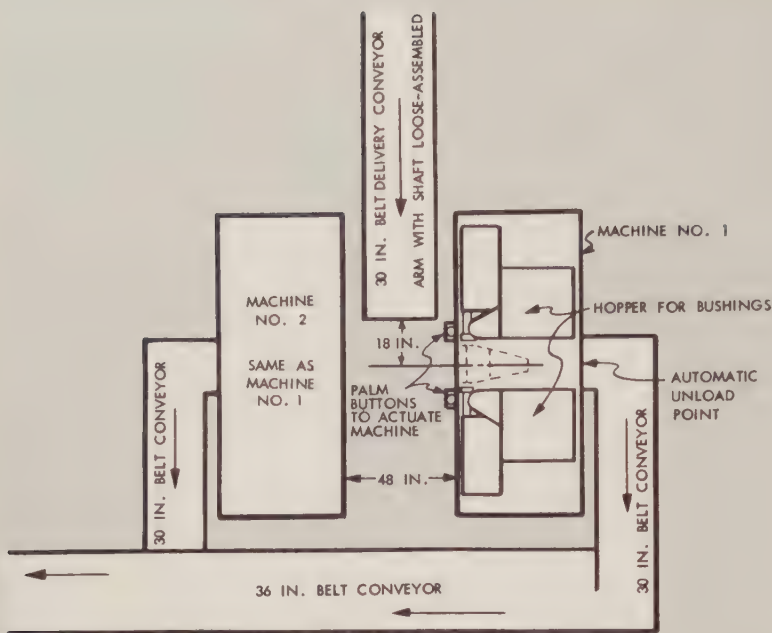 30 IN. BELT DELIVERY CONVEYOR
ARM WITH SHAFT LOOSE-ASSEMBLED
MACHINE NO. 1
MACHINE
NO. 2
SAME AS
MACHINE
NO. 1
HOPPER FOR BUSHINGS
18 IN.
PALM
BUTTONS
TO ACTUATE
MACHINE
AUTOMATIC
UNLOAD
POINT
48 IN.
30 IN. BELT CONVEYOR
30 IN. BELT CONVEYOR
36 IN. BELT CONVEYOR